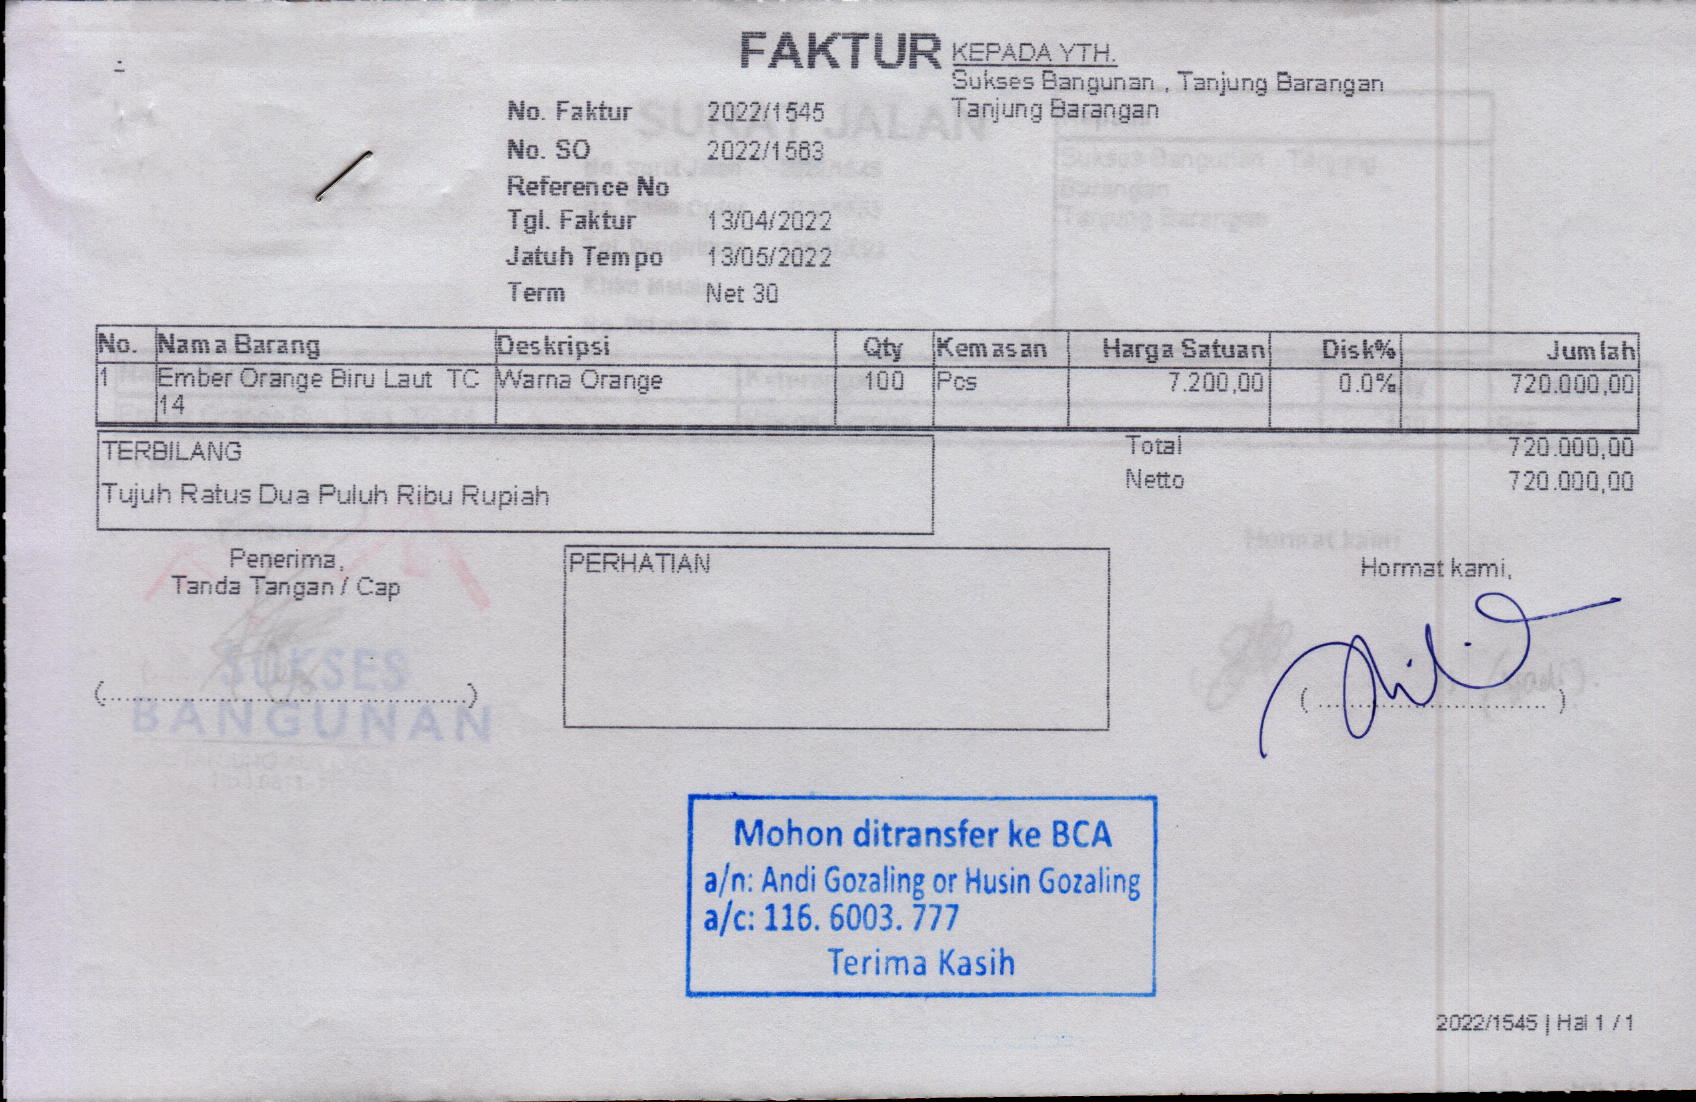 FAKTUR
KEPADA YTH.
Sukses Bangunan , Tanjung Barangan
Tanjung Barangan
No. Faktur 2022/1545
No. SO 2022/1563
Reference No
Tgl. Faktur 13/04/2022
Jatuh Tempo 13/05/2022
Term Net 30
No. Nama Barang Deskripsi Qty Kemasan Harga Satuan Disk% Jumlah
1 Ember Orange Biru Laut TC Warna Orange 100 Pcs 7.200,00 0.0% 720.000,00
14
TERBILANG
Tujuh Ratus Dua Puluh Ribu Rupiah
Total 720.000,00
Netto 720.000,00
Penerima,
Tanda Tangan / Cap
PERHATIAN
Hormat kami,
SUKSES
BANGUNAN
(..............................................)
( .............................. )
Mohon ditransfer ke BCA
a/n: Andi Gozaling or Husin Gozaling
a/c: 116. 6003. 777
Terima Kasih
2022/1545 | Hal 1 / 1